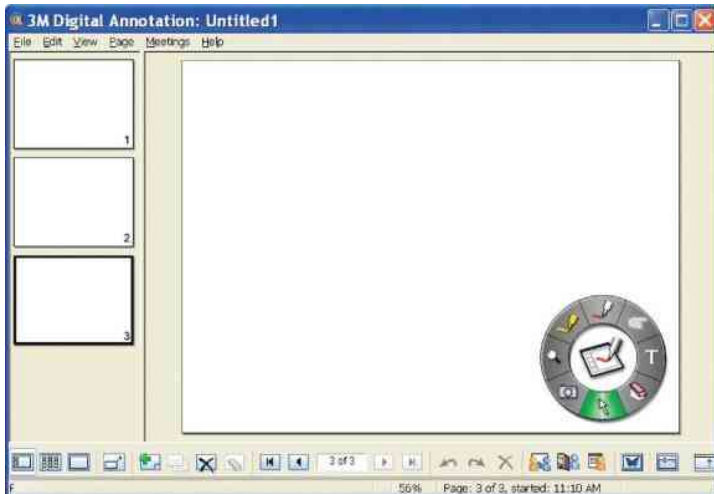 3M Digital Annotation: Untitled1
File Edit View Page Meetings Help
1
2
3
T
3 of 3
56% Page: 3 of 3, started: 11:10 AM